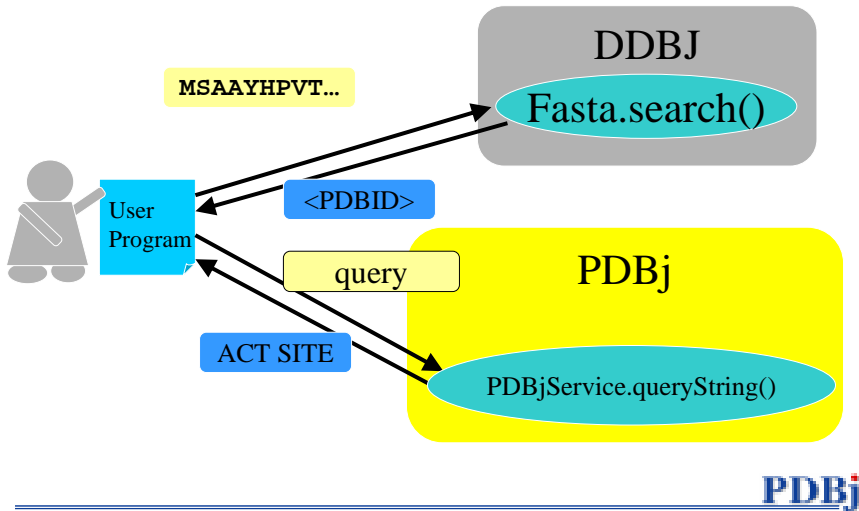 DDBJ
MSAAYHPVT…
Fasta.search()
<PDBID>
User
Program
query
PDBj
ACT SITE
PDBjService.queryString()
PDBj